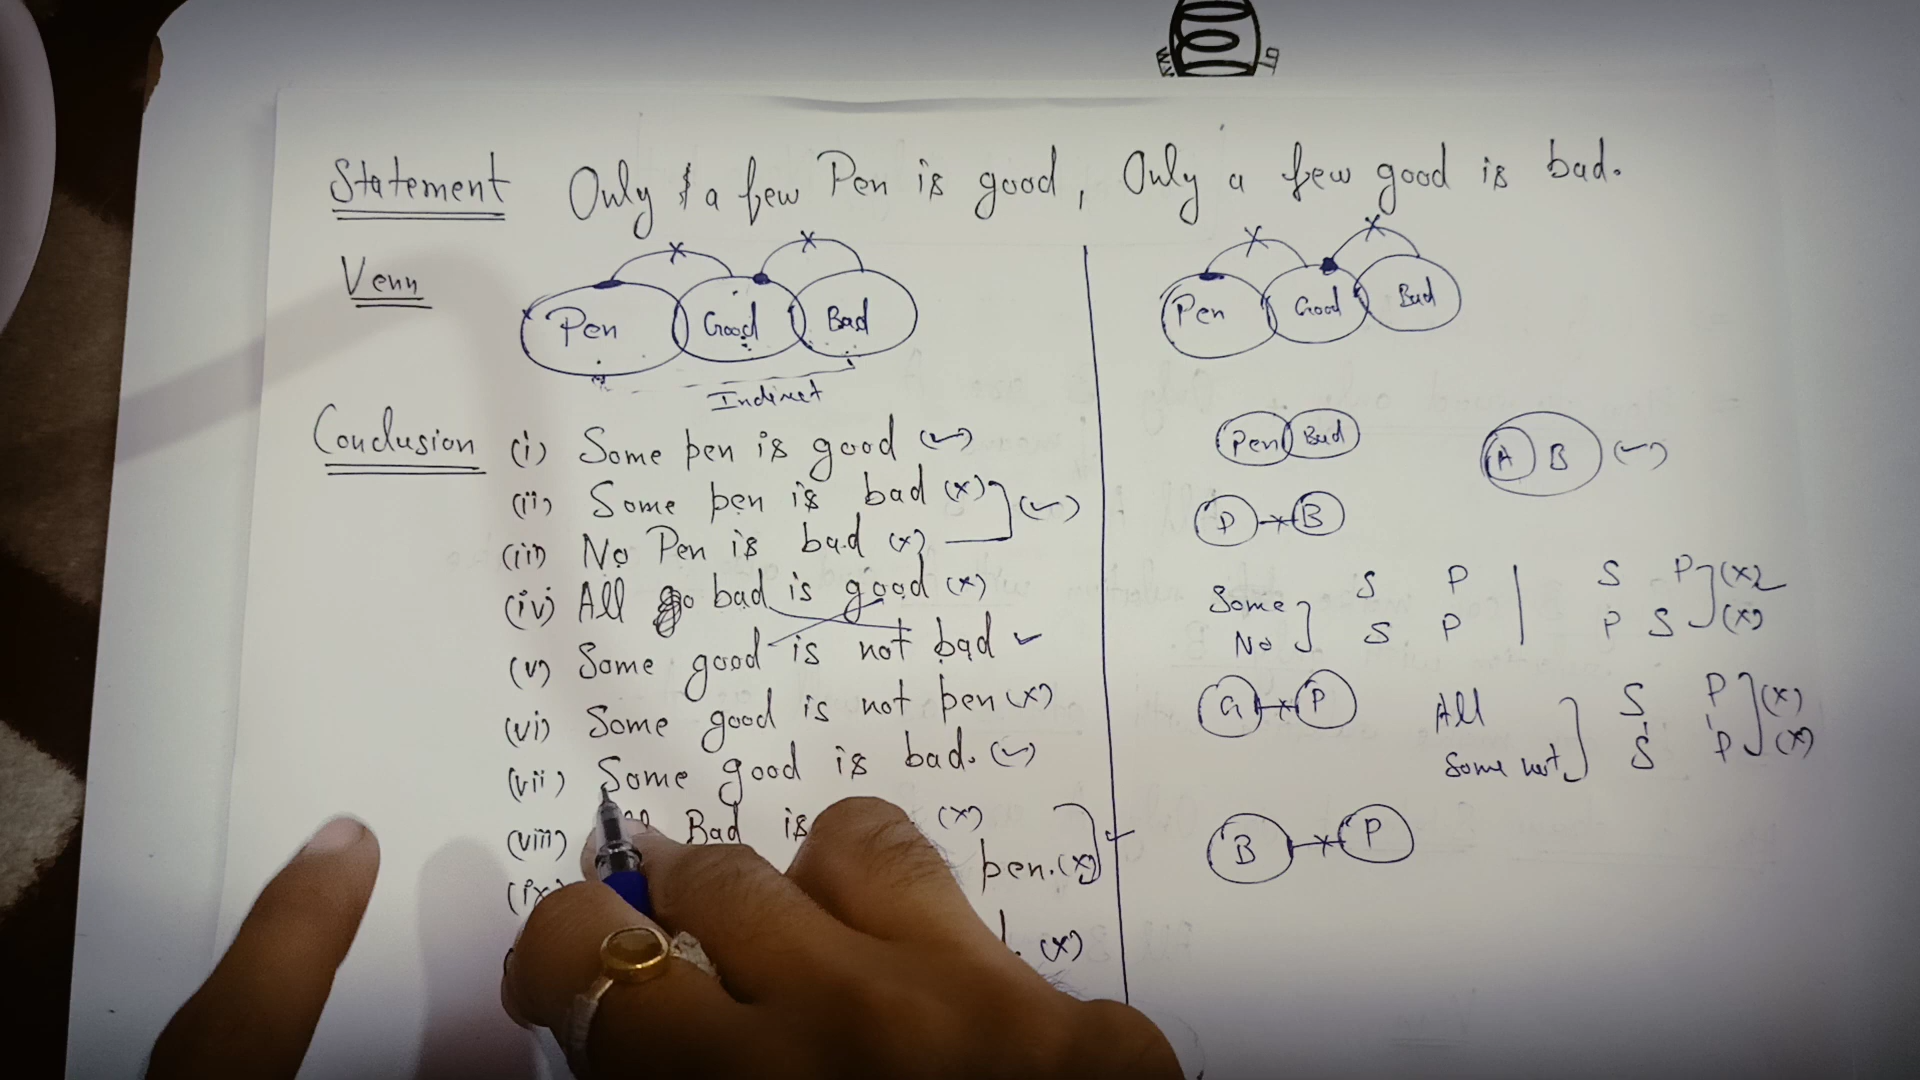 Statement Only a few Pen is good, Only a few good is bad.
Venn
Pen Good Bad
Indirect
Pen Good Bad
Conclusion (i) Some pen is good (✓)
(ii) Some pen is bad (x) (✓)
(iii) No Pen is bad (x)
(iv) All bad is good (x)
(v) Some good is not bad ✓
(vi) Some good is not pen (x)
(vii) Some good is bad. (✓)
(viii) Bad is (x)
(ix) pen. (x)
(x)
Pen Bad
A B (✓)
P x B
Some S P S P (x)
No S P P S (x)
G x P
All S P (x)
Some not S P (x)
B x P